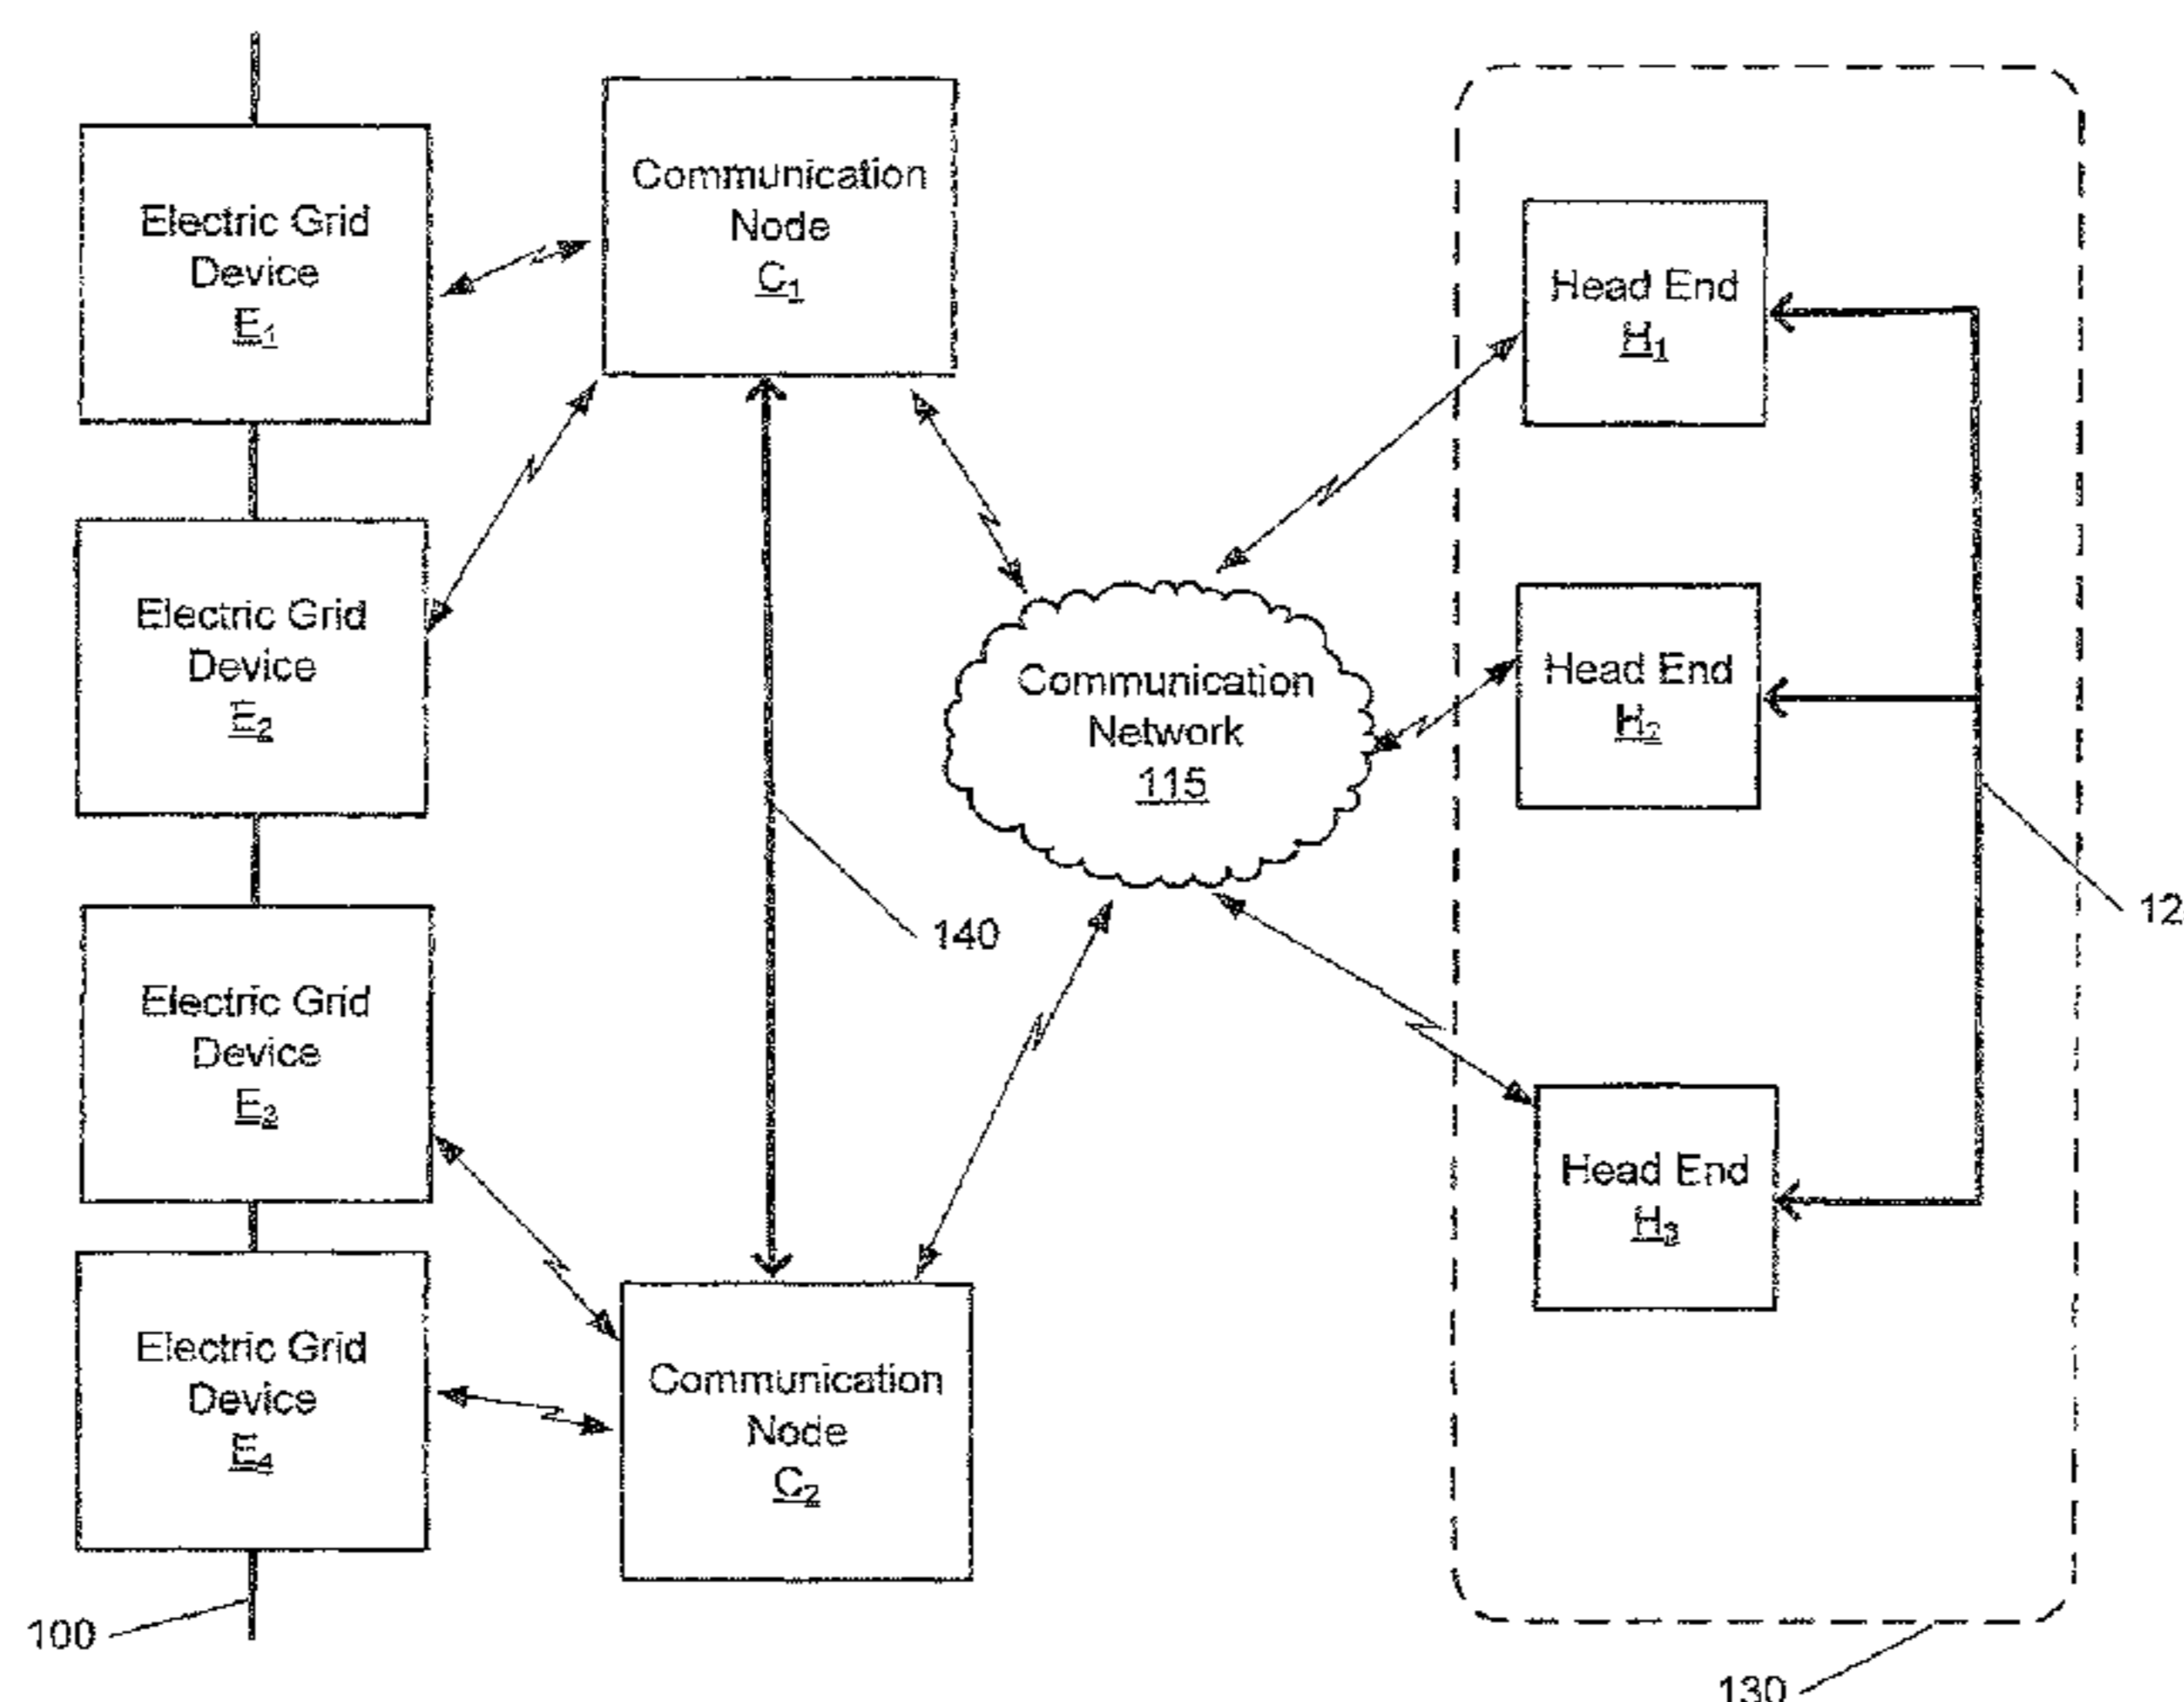 Electric Grid
Device
E1
Electric Grid
Device
E2
Electric Grid
Device
E3
Electric Grid
Device
E4
100
Communication
Node
C1
140
Communication
Node
C2
Communication
Network
115
Head End
H1
Head End
H2
Head End
H3
12
130